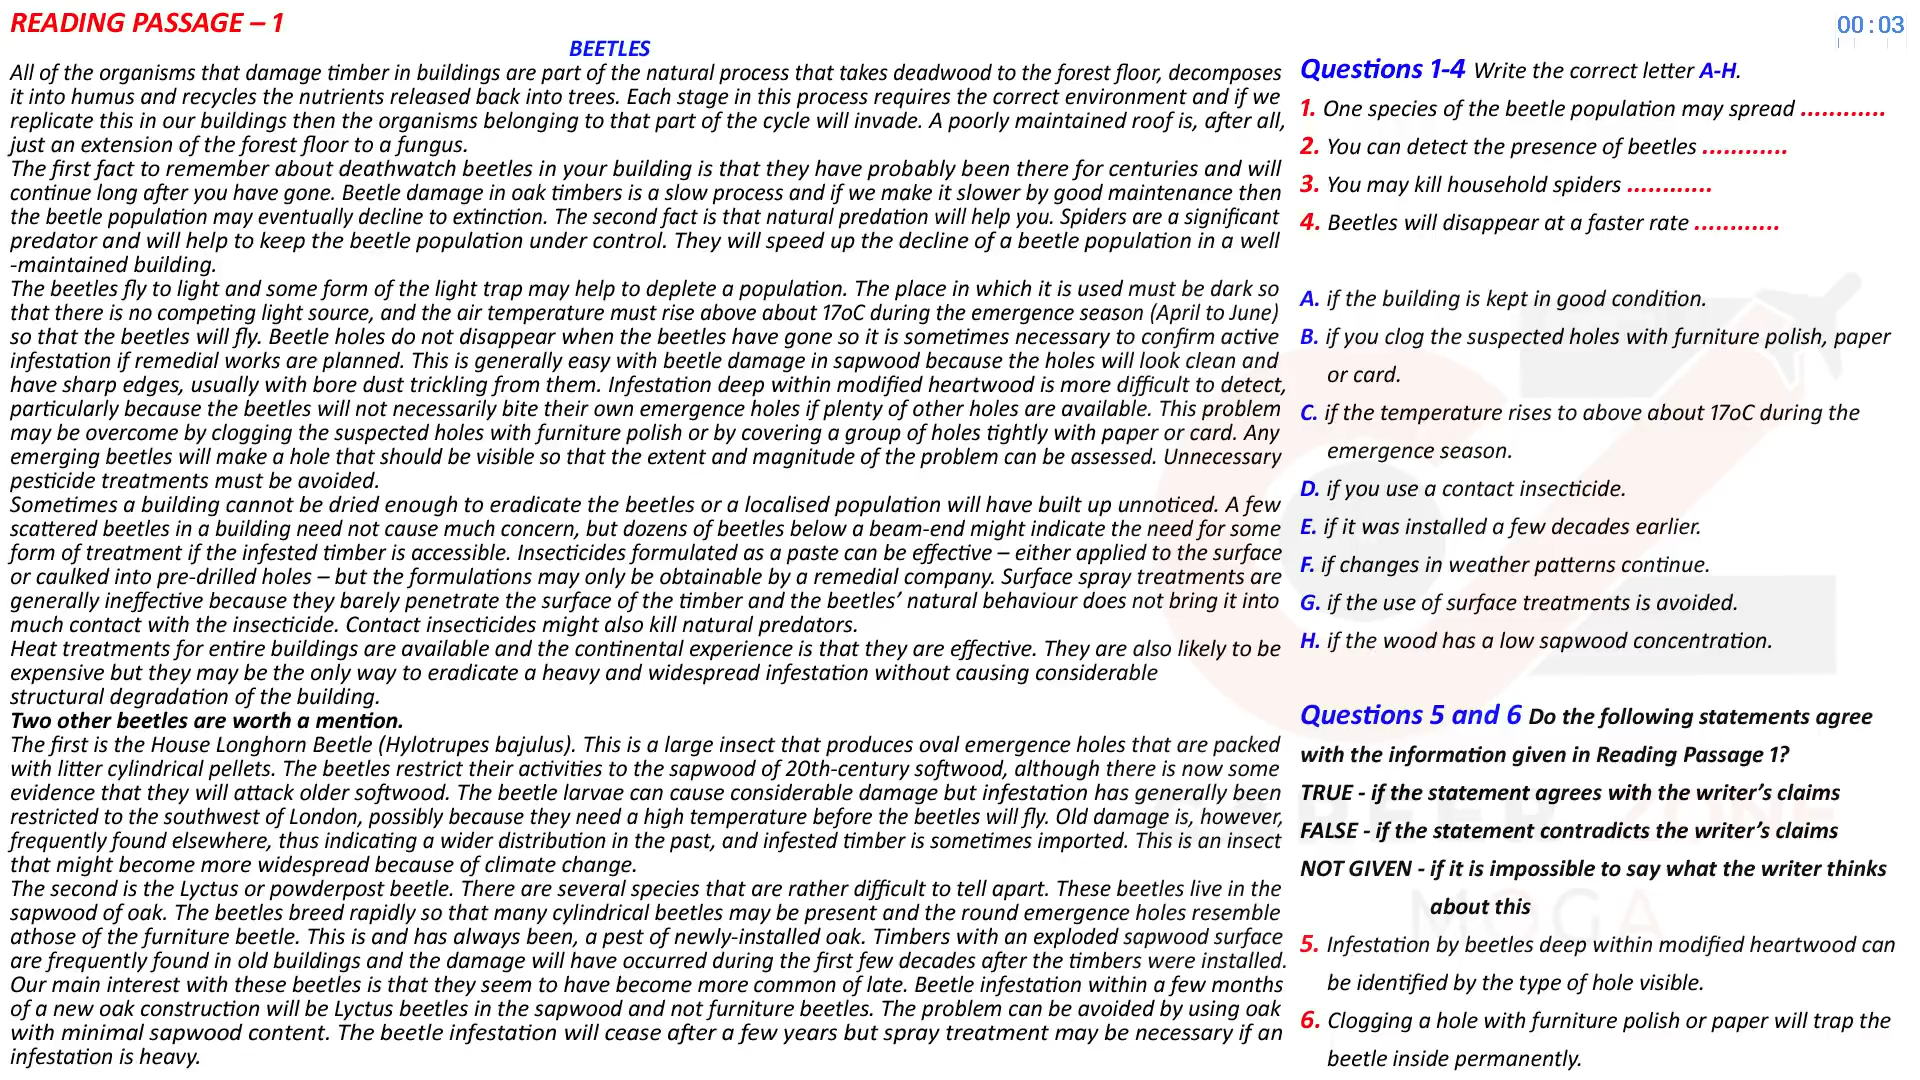 READING PASSAGE – 1
BEETLES
All of the organisms that damage timber in buildings are part of the natural process that takes deadwood to the forest floor, decomposes
it into humus and recycles the nutrients released back into trees. Each stage in this process requires the correct environment and if we
replicate this in our buildings then the organisms belonging to that part of the cycle will invade. A poorly maintained roof is, after all,
just an extension of the forest floor to a fungus.
The first fact to remember about deathwatch beetles in your building is that they have probably been there for centuries and will
continue long after you have gone. Beetle damage in oak timbers is a slow process and if we make it slower by good maintenance then
the beetle population may eventually decline to extinction. The second fact is that natural predation will help you. Spiders are a significant
predator and will help to keep the beetle population under control. They will speed up the decline of a beetle population in a well
-maintained building.
The beetles fly to light and some form of the light trap may help to deplete a population. The place in which it is used must be dark so
that there is no competing light source, and the air temperature must rise above about 17oC during the emergence season (April to June)
so that the beetles will fly. Beetle holes do not disappear when the beetles have gone so it is sometimes necessary to confirm active
infestation if remedial works are planned. This is generally easy with beetle damage in sapwood because the holes will look clean and
have sharp edges, usually with bore dust trickling from them. Infestation deep within modified heartwood is more difficult to detect,
particularly because the beetles will not necessarily bite their own emergence holes if plenty of other holes are available. This problem
may be overcome by clogging the suspected holes with furniture polish or by covering a group of holes tightly with paper or card. Any
emerging beetles will make a hole that should be visible so that the extent and magnitude of the problem can be assessed. Unnecessary
pesticide treatments must be avoided.
Sometimes a building cannot be dried enough to eradicate the beetles or a localised population will have built up unnoticed. A few
scattered beetles in a building need not cause much concern, but dozens of beetles below a beam-end might indicate the need for some
form of treatment if the infested timber is accessible. Insecticides formulated as a paste can be effective – either applied to the surface
or caulked into pre-drilled holes – but the formulations may only be obtainable by a remedial company. Surface spray treatments are
generally ineffective because they barely penetrate the surface of the timber and the beetles’ natural behaviour does not bring it into
much contact with the insecticide. Contact insecticides might also kill natural predators.
Heat treatments for entire buildings are available and the continental experience is that they are effective. They are also likely to be
expensive but they may be the only way to eradicate a heavy and widespread infestation without causing considerable
structural degradation of the building.
Two other beetles are worth a mention.
The first is the House Longhorn Beetle (Hylotrupes bajulus). This is a large insect that produces oval emergence holes that are packed
with litter cylindrical pellets. The beetles restrict their activities to the sapwood of 20th-century softwood, although there is now some
evidence that they will attack older softwood. The beetle larvae can cause considerable damage but infestation has generally been
restricted to the southwest of London, possibly because they need a high temperature before the beetles will fly. Old damage is, however,
frequently found elsewhere, thus indicating a wider distribution in the past, and infested timber is sometimes imported. This is an insect
that might become more widespread because of climate change.
The second is the Lyctus or powderpost beetle. There are several species that are rather difficult to tell apart. These beetles live in the
sapwood of oak. The beetles breed rapidly so that many cylindrical beetles may be present and the round emergence holes resemble
athose of the furniture beetle. This is and has always been, a pest of newly-installed oak. Timbers with an exploded sapwood surface
are frequently found in old buildings and the damage will have occurred during the first few decades after the timbers were installed.
Our main interest with these beetles is that they seem to have become more common of late. Beetle infestation within a few months
of a new oak construction will be Lyctus beetles in the sapwood and not furniture beetles. The problem can be avoided by using oak
with minimal sapwood content. The beetle infestation will cease after a few years but spray treatment may be necessary if an
infestation is heavy.
00:03
Questions 1-4 Write the correct letter A-H.
1. One species of the beetle population may spread ............
2. You can detect the presence of beetles ............
3. You may kill household spiders ............
4. Beetles will disappear at a faster rate ............
A. if the building is kept in good condition.
B. if you clog the suspected holes with furniture polish, paper
or card.
C. if the temperature rises to above about 17oC during the
emergence season.
D. if you use a contact insecticide.
E. if it was installed a few decades earlier.
F. if changes in weather patterns continue.
G. if the use of surface treatments is avoided.
H. if the wood has a low sapwood concentration.
Questions 5 and 6 Do the following statements agree
with the information given in Reading Passage 1?
TRUE - if the statement agrees with the writer’s claims
FALSE - if the statement contradicts the writer’s claims
NOT GIVEN - if it is impossible to say what the writer thinks
about this
5. Infestation by beetles deep within modified heartwood can
be identified by the type of hole visible.
6. Clogging a hole with furniture polish or paper will trap the
beetle inside permanently.
CAREER ZONE
MOGA